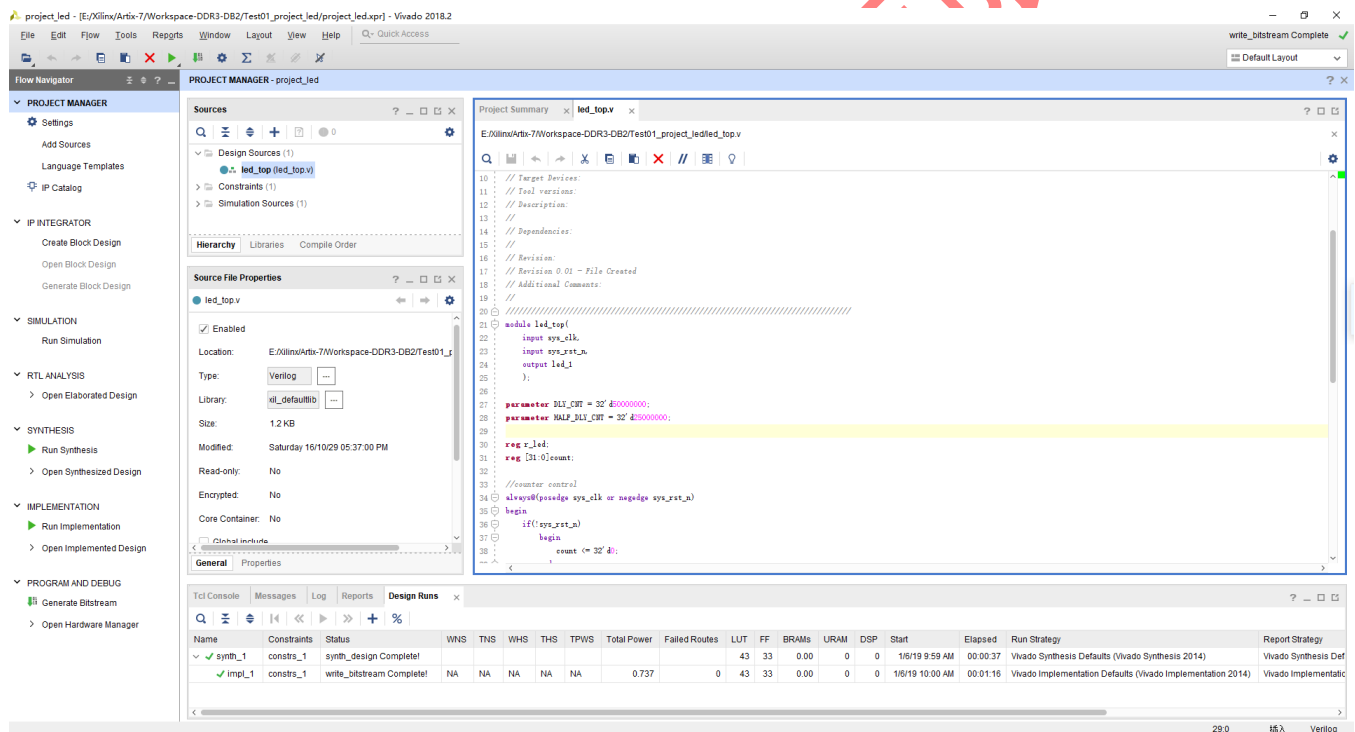 project_led - [E:/Xilinx/Artix-7/Workspace-DDR3-DB2/Test01_project_led/project_led.xpr] - Vivado 2018.2
File Edit Flow Tools Reports Window Layout View Help Quick Access
write_bitstream Complete
Default Layout
Flow Navigator
PROJECT MANAGER
Settings
Add Sources
Language Templates
IP Catalog
IP INTEGRATOR
Create Block Design
Open Block Design
Generate Block Design
SIMULATION
Run Simulation
RTL ANALYSIS
Open Elaborated Design
SYNTHESIS
Run Synthesis
Open Synthesized Design
IMPLEMENTATION
Run Implementation
Open Implemented Design
PROGRAM AND DEBUG
Generate Bitstream
Open Hardware Manager
PROJECT MANAGER - project_led
Sources
0
Design Sources (1)
led_top (led_top.v)
Constraints (1)
Simulation Sources (1)
Hierarchy Libraries Compile Order
Source File Properties
led_top.v
Enabled
Location: E:/Xilinx/Artix-7/Workspace-DDR3-DB2/Test01_p
Type: Verilog
Library: xil_defaultlib
Size: 1.2 KB
Modified: Saturday 16/10/29 05:37:00 PM
Read-only: No
Encrypted: No
Core Container: No
Global include
General Properties
Project Summary led_top.v
E:/Xilinx/Artix-7/Workspace-DDR3-DB2/Test01_project_led/led_top.v
10 // Target Devices:
11 // Tool versions:
12 // Description:
13 //
14 // Dependencies:
15 //
16 // Revision:
17 // Revision 0.01 - File Created
18 // Additional Comments:
19 //
20 //////////////////////////////////////////////////////////////////////////////////
21 module led_top(
22 input sys_clk,
23 input sys_rst_n,
24 output led_1
25 );
26
27 parameter DLY_CNT = 32'd50000000;
28 parameter HALF_DLY_CNT = 32'd25000000;
29
30 reg r_led;
31 reg [31:0]count;
32
33 //counter control
34 always@(posedge sys_clk or negedge sys_rst_n)
35 begin
36 if(!sys_rst_n)
37 begin
38 count <= 32'd0;
Tcl Console Messages Log Reports Design Runs
Name Constraints Status WNS TNS WHS THS TPWS Total Power Failed Routes LUT FF BRAMs URAM DSP Start Elapsed Run Strategy Report Strategy
synth_1 constrs_1 synth_design Complete! 43 33 0.00 0 0 1/6/19 9:59 AM 00:00:37 Vivado Synthesis Defaults (Vivado Synthesis 2014) Vivado Synthesis Def
impl_1 constrs_1 write_bitstream Complete! NA NA NA NA NA 0.737 0 43 33 0.00 0 0 1/6/19 10:00 AM 00:01:16 Vivado Implementation Defaults (Vivado Implementation 2014) Vivado Implementatic
29:0 插入 Verilog